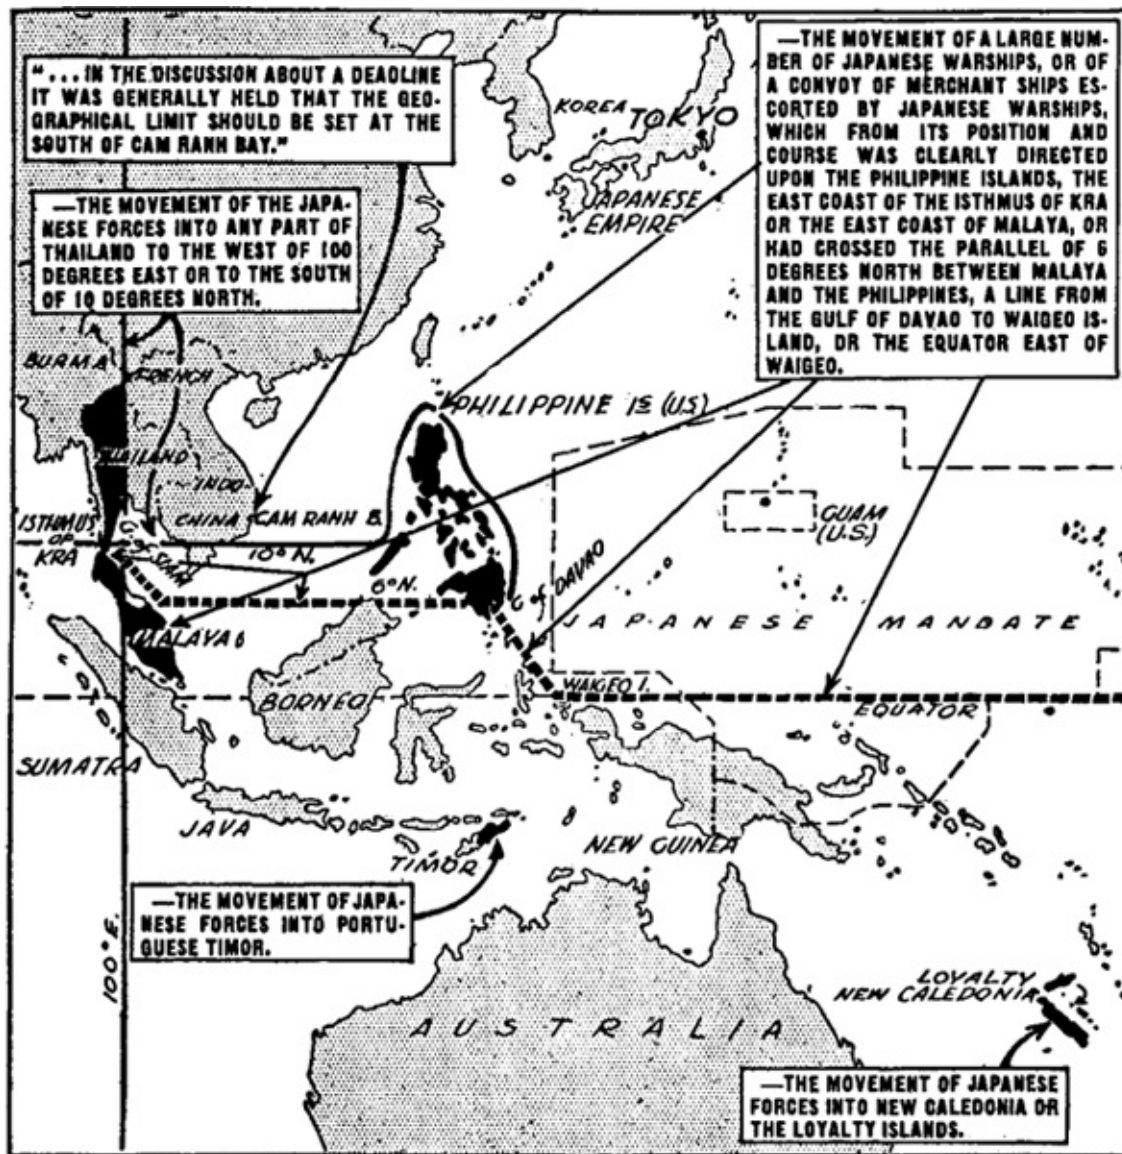 "...IN THE DISCUSSION ABOUT A DEADLINE
IT WAS GENERALLY HELD THAT THE GEO-
GRAPHICAL LIMIT SHOULD BE SET AT THE
SOUTH OF CAM RANH BAY."
—THE MOVEMENT OF THE JAPA-
NESE FORCES INTO ANY PART OF
THAILAND TO THE WEST OF 100
DEGREES EAST OR TO THE SOUTH
OF 10 DEGREES NORTH.
—THE MOVEMENT OF A LARGE NUM-
BER OF JAPANESE WARSHIPS, OR OF
A CONVOY OF MERCHANT SHIPS ES-
CORTED BY JAPANESE WARSHIPS,
WHICH FROM ITS POSITION AND
COURSE WAS CLEARLY DIRECTED
UPON THE PHILIPPINE ISLANDS, THE
EAST COAST OF THE ISTHMUS OF KRA
OR THE EAST COAST OF MALAYA, OR
HAD CROSSED THE PARALLEL OF 6
DEGREES NORTH BETWEEN MALAYA
AND THE PHILIPPINES, A LINE FROM
THE GULF OF DAVAO TO WAIGEO IS-
LAND, OR THE EQUATOR EAST OF
WAIGEO.
KOREA
TOKYO
JAPANESE
EMPIRE
BURMA
FRENCH
PHILIPPINE IS (U.S.)
THAILAND
INDO-
CHINA
CAM RANH B.
GUAM
(U.S.)
ISTHMUS
OF
KRA
G. OF SIAM
10° N.
6° N.
G. OF DAVAO
JAPANESE MANDATE
MALAYA
WAIGEO I.
BORNEO
EQUATOR
SUMATRA
JAVA
TIMOR
NEW GUINEA
—THE MOVEMENT OF JAPA-
NESE FORCES INTO PORTU-
GUESE TIMOR.
100° E.
LOYALTY
NEW CALEDONIA
AUSTRALIA
—THE MOVEMENT OF JAPANESE
FORCES INTO NEW CALEDONIA OR
THE LOYALTY ISLANDS.